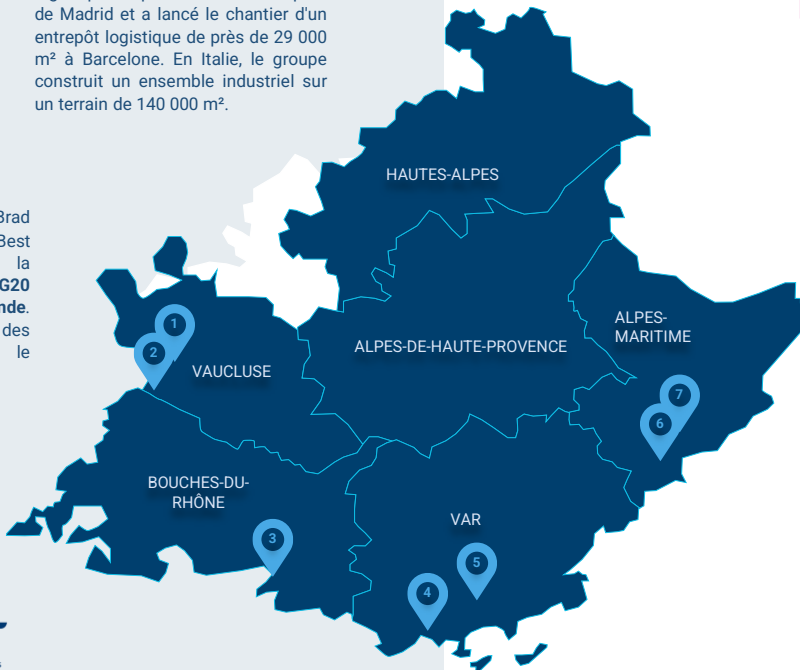 de Madrid et a lancé le chantier d'un
entrepôt logistique de près de 29 000
m² à Barcelone. En Italie, le groupe
construit un ensemble industriel sur
un terrain de 140 000 m².
Brad
Best
la
G20
nde.
des
le
HAUTES-ALPES
ALPES-DE-HAUTE-PROVENCE
ALPES-
MARITIME
1
2
VAUCLUSE
7
6
BOUCHES-DU-
RHÔNE
3
VAR
5
4